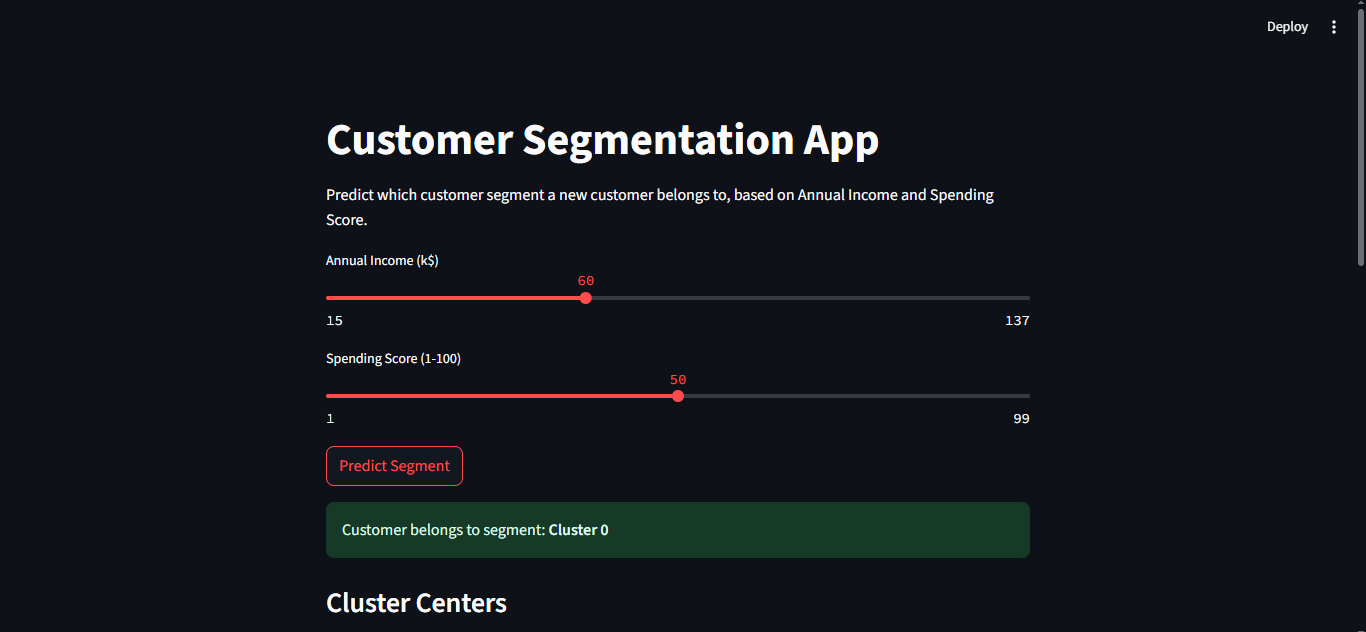 Deploy
Customer Segmentation App
Predict which customer segment a new customer belongs to, based on Annual Income and Spending
Score.
Annual Income (k$)
60
15 137
Spending Score (1-100)
50
1 99
Predict Segment
Customer belongs to segment: Cluster 0
Cluster Centers